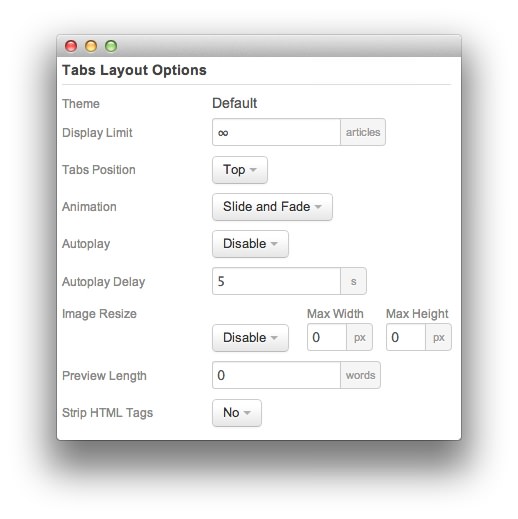 Tabs Layout Options
Theme Default
Display Limit ∞ articles
Tabs Position Top
Animation Slide and Fade
Autoplay Disable
Autoplay Delay 5 s
Image Resize Max Width Max Height
Disable 0 px 0 px
Preview Length 0 words
Strip HTML Tags No